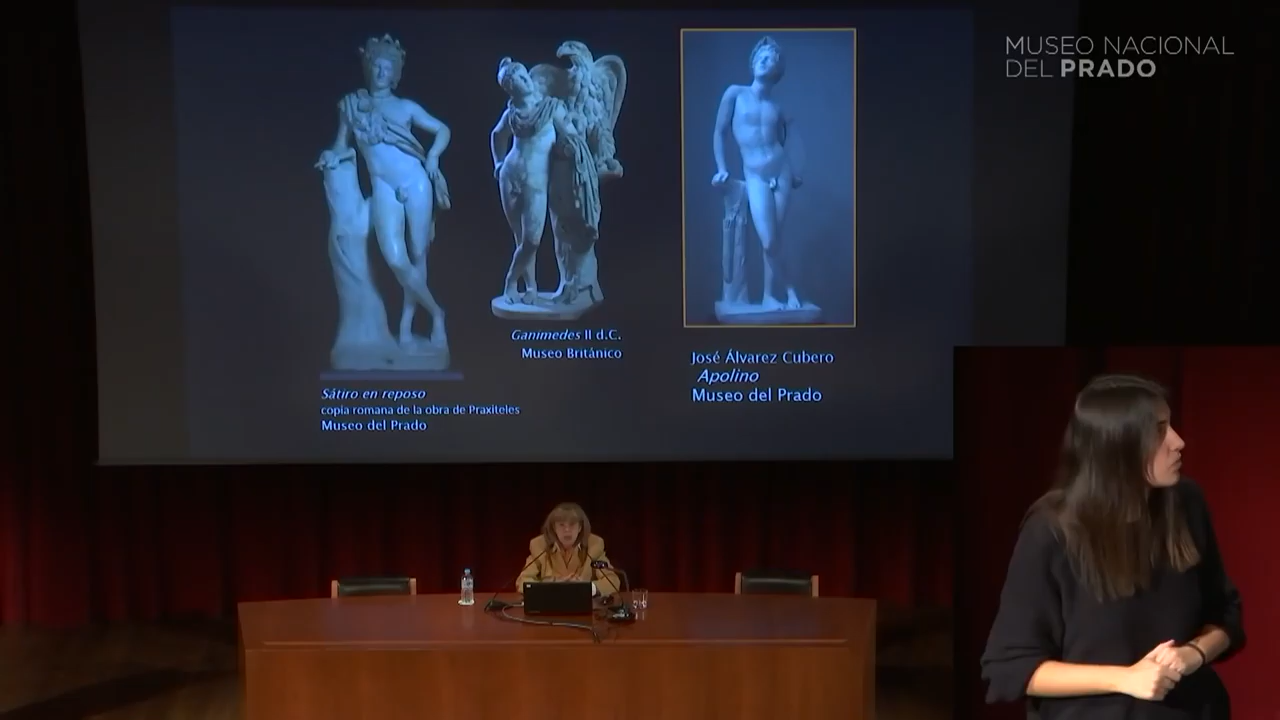 MUSEO NACIONAL
DEL PRADO
Ganimedes II d.C.
Museo Británico
José Álvarez Cubero
Apolino
Museo del Prado
Sátiro en reposo
copia romana de la obra de Praxiteles
Museo del Prado